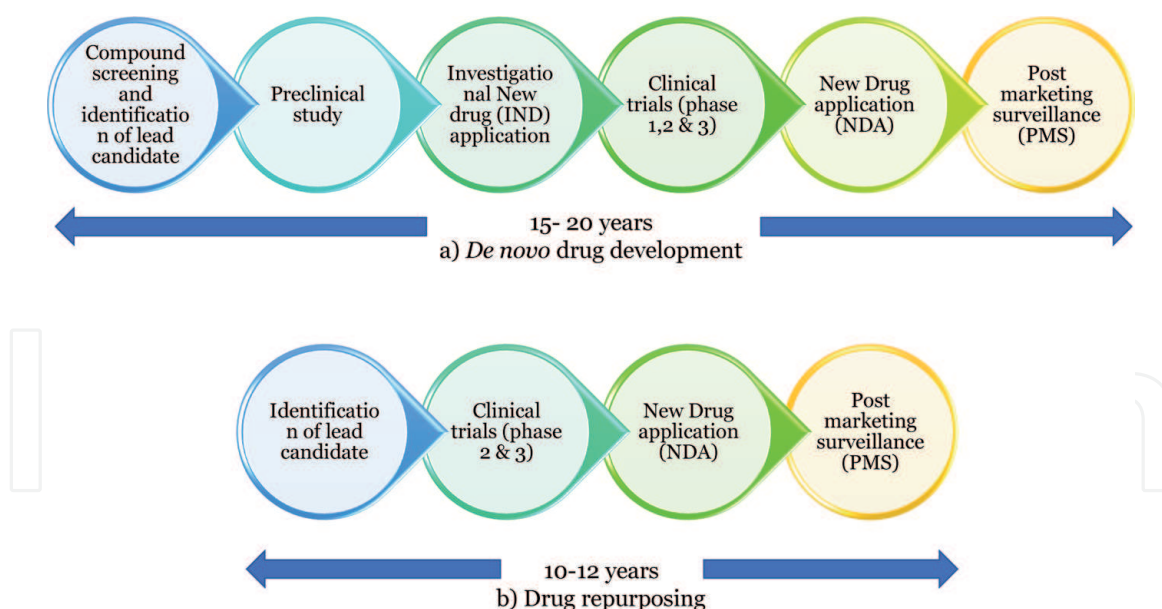 Compound
screening
and
identificatio
n of lead
candidate
Preclinical
study
Investigatio
nal New
drug (IND)
application
Clinical
trials (phase
1,2 & 3)
New Drug
application
(NDA)
Post
marketing
surveillance
(PMS)
15- 20 years
a) De novo drug development
Identificatio
n of lead
candidate
Clinical
trials (phase
2 & 3)
New Drug
application
(NDA)
Post
marketing
surveillance
(PMS)
10-12 years
b) Drug repurposing